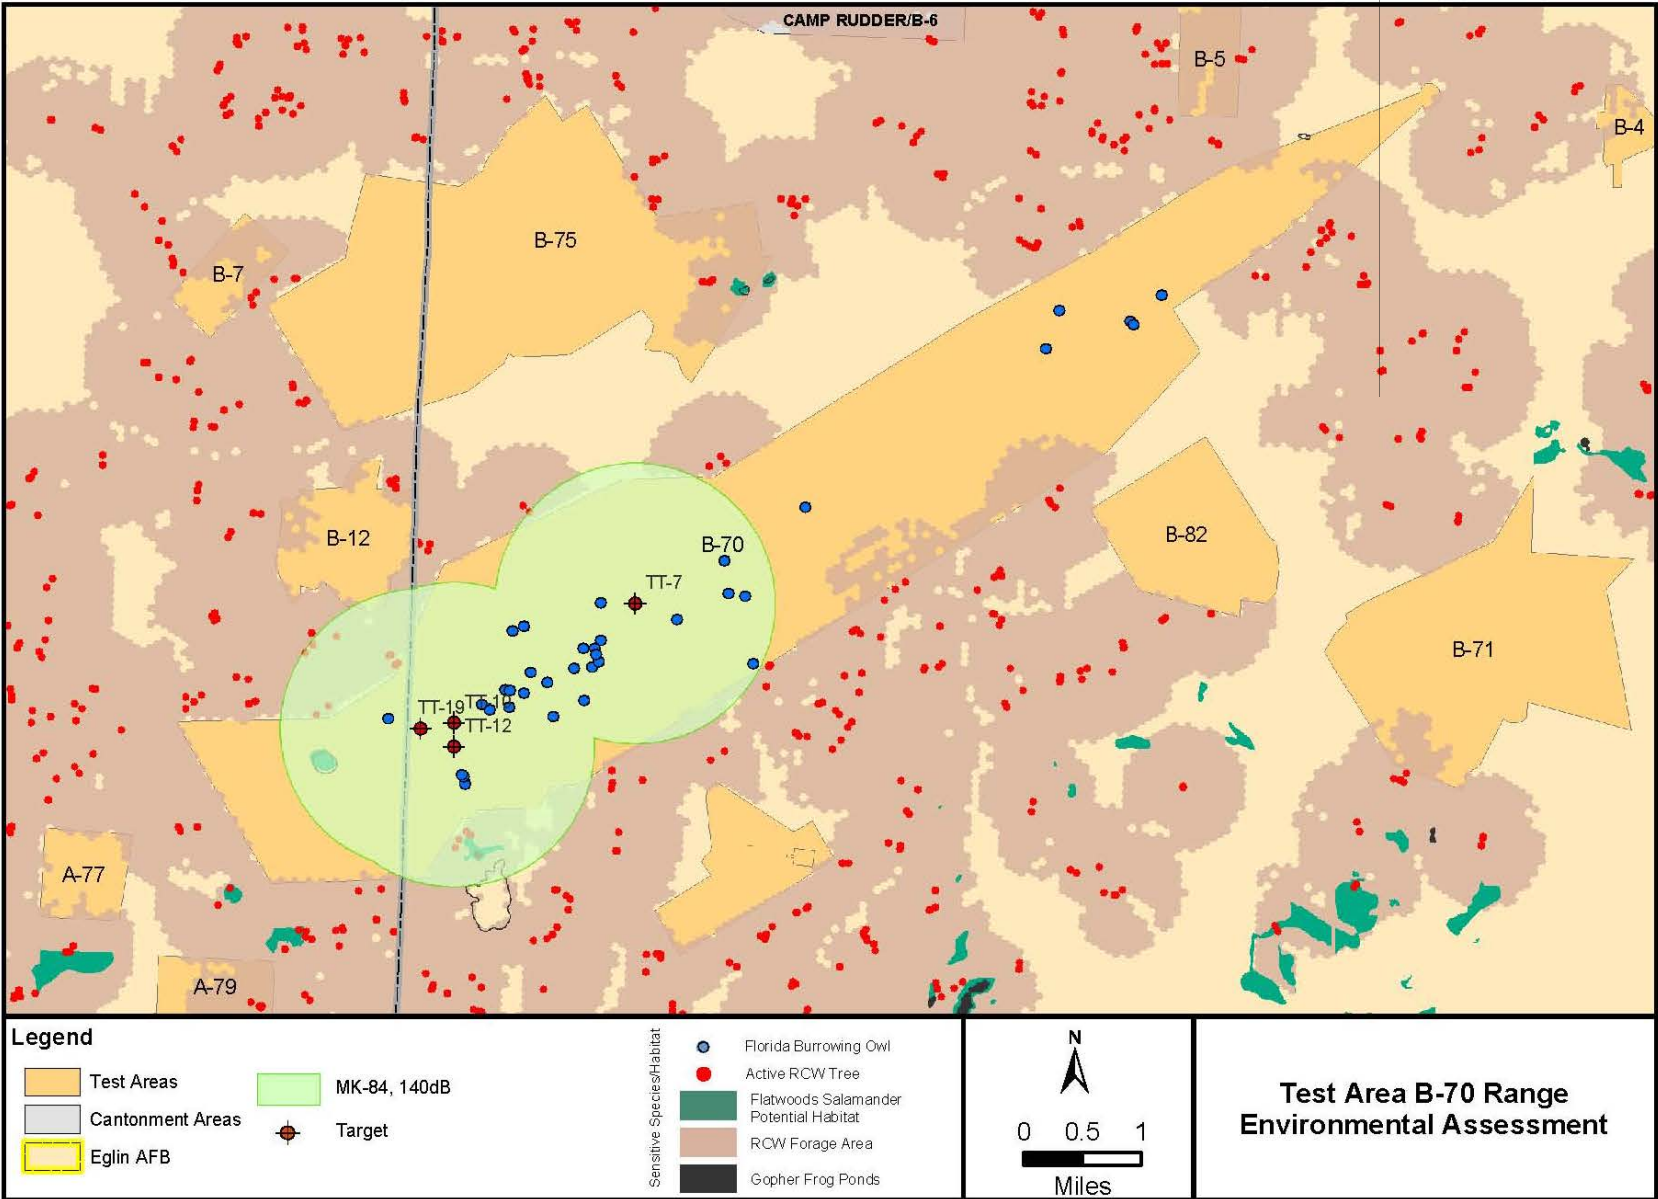 CAMP RUDDER/B-6
B-5
B-4
B-75
B-7
B-12
B-70
B-82
TT-7
B-71
TT-19
TT-10
TT-12
A-77
A-79
Legend
Test Areas
Cantonment Areas
Eglin AFB
MK-84, 140dB
Target
Sensitive Species/Habitat
Florida Burrowing Owl
Active RCW Tree
Flatwoods Salamander
Potential Habitat
RCW Forage Area
Gopher Frog Ponds
N
0 0.5 1
Miles
Test Area B-70 Range
Environmental Assessment